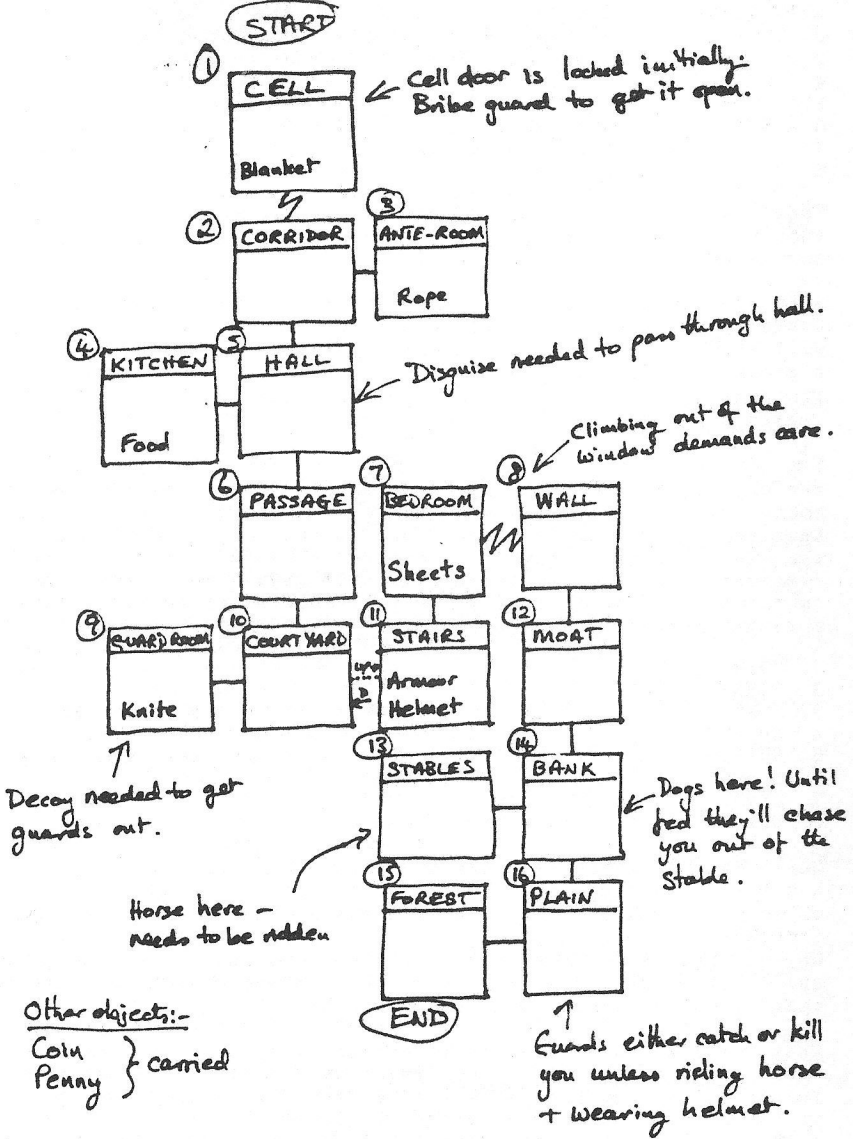 START
1
CELL
Cell door is locked initially.
Bribe guard to get it open.
Blanket
2
CORRIDOR
3
ANTE-ROOM
Rope
4
KITCHEN
Food
5
HALL
Disguise needed to pass through hall.
6
PASSAGE
7
BEDROOM
Sheets
8
WALL
Climbing out of the
window demands care.
9
GUARDROOM
Knife
10
COURTYARD
11
STAIRS
UP
D
Armour
Helmet
12
MOAT
Decoy needed to get
guards out.
13
STABLES
14
BANK
Dogs here! Until
fed they'll chase
you out of the
stable.
Horse here -
needs to be ridden
15
FOREST
END
16
PLAIN
Guards either catch or kill
you unless riding horse
+ wearing helmet.
Other objects:-
Coin
Penny
} carried